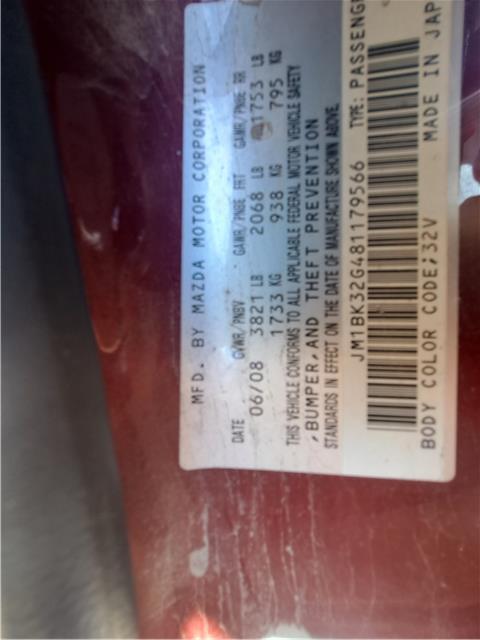 MFD. BY MAZDA MOTOR CORPORATION
DATE GVWR/PNBV GAWR/PNBE FRT GAWR/PNBE RR
06/08 3821 LB 2068 LB 1753 LB
1733 KG 938 KG 795 KG
THIS VEHICLE CONFORMS TO ALL APPLICABLE FEDERAL MOTOR VEHICLE SAFETY
,BUMPER,AND THEFT PREVENTION
STANDARDS IN EFFECT ON THE DATE OF MANUFACTURE SHOWN ABOVE.
JM1BK32G481179566 TYPE: PASSENGE
BODY COLOR CODE;32V MADE IN JAP